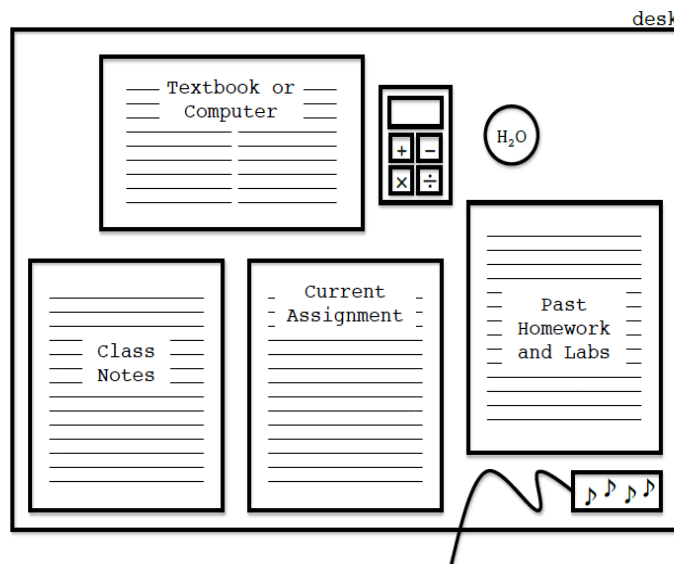 desk
Textbook or
Computer
+ −
× ÷
H₂O
Current
Assignment
Past
Homework
and Labs
Class
Notes